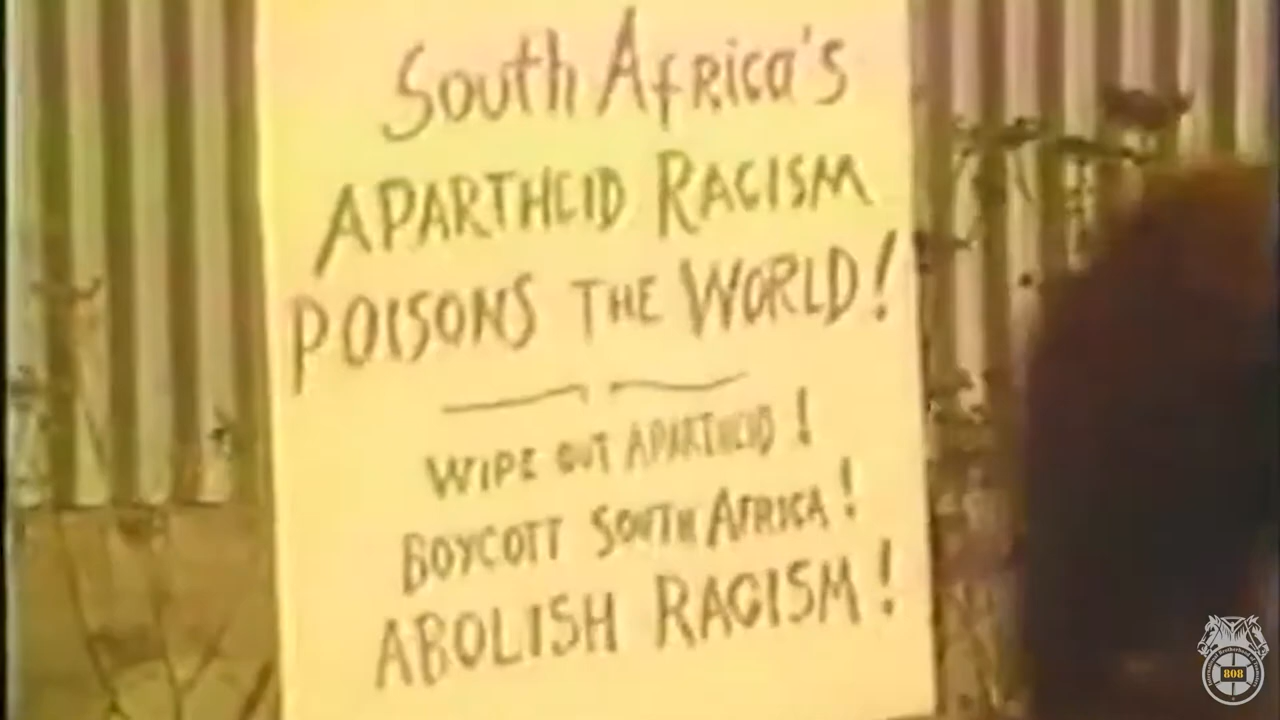 South Africa's
APARTHEID RACISM
POISONS THE WORLD!
WIPE OUT APARTHEID!
BOYCOTT SOUTH AFRICA!
ABOLISH RACISM!
808